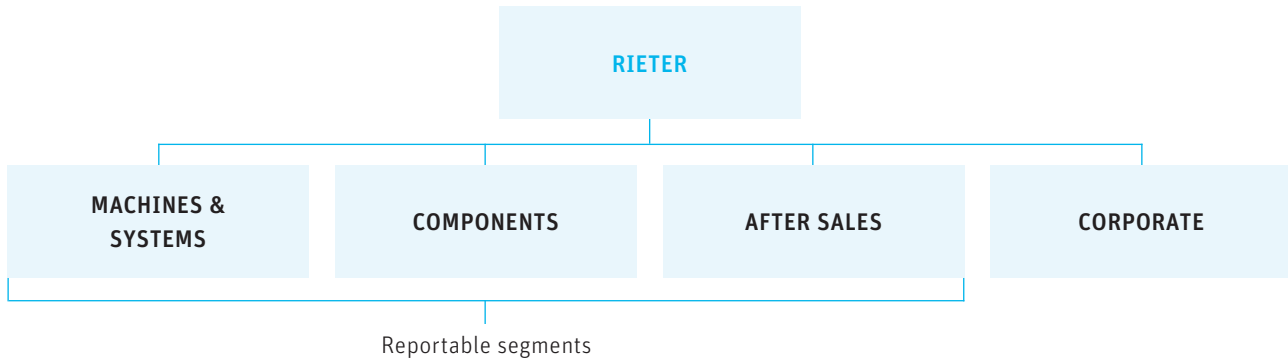 RIETER
MACHINES &
SYSTEMS
COMPONENTS
AFTER SALES
CORPORATE
Reportable segments